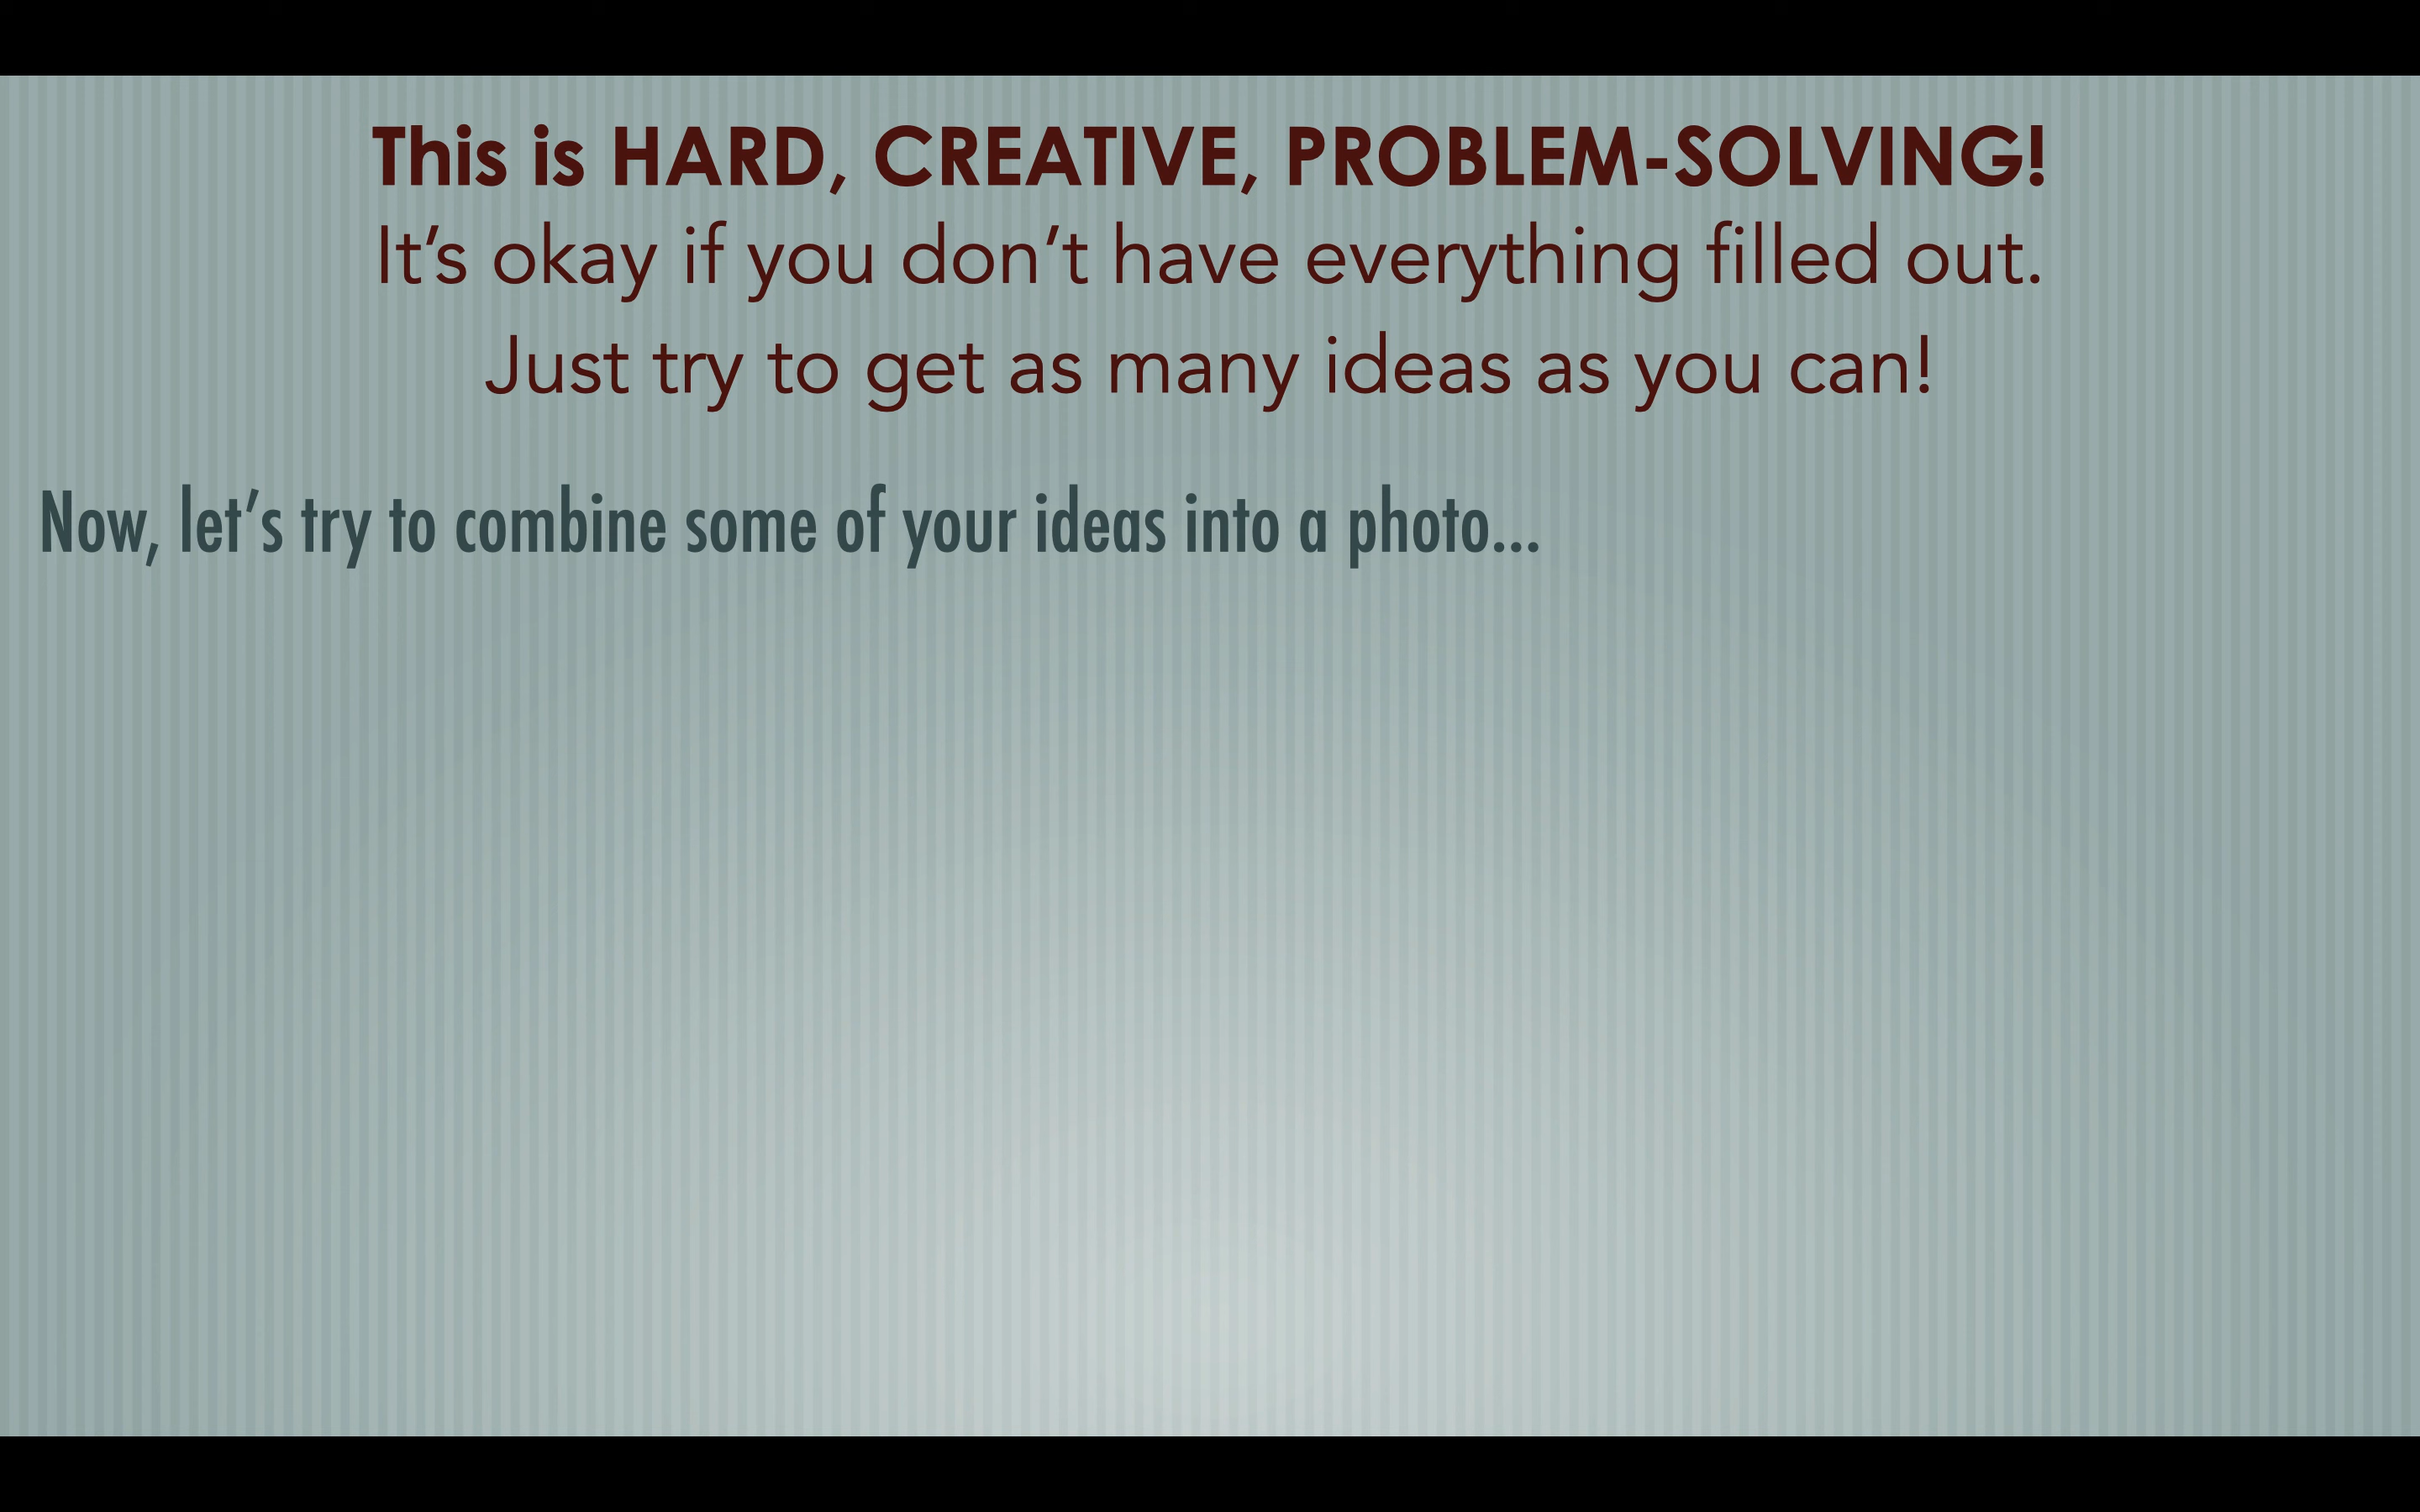 This is HARD, CREATIVE, PROBLEM-SOLVING!
It’s okay if you don’t have everything filled out.
Just try to get as many ideas as you can!
Now, let’s try to combine some of your ideas into a photo...